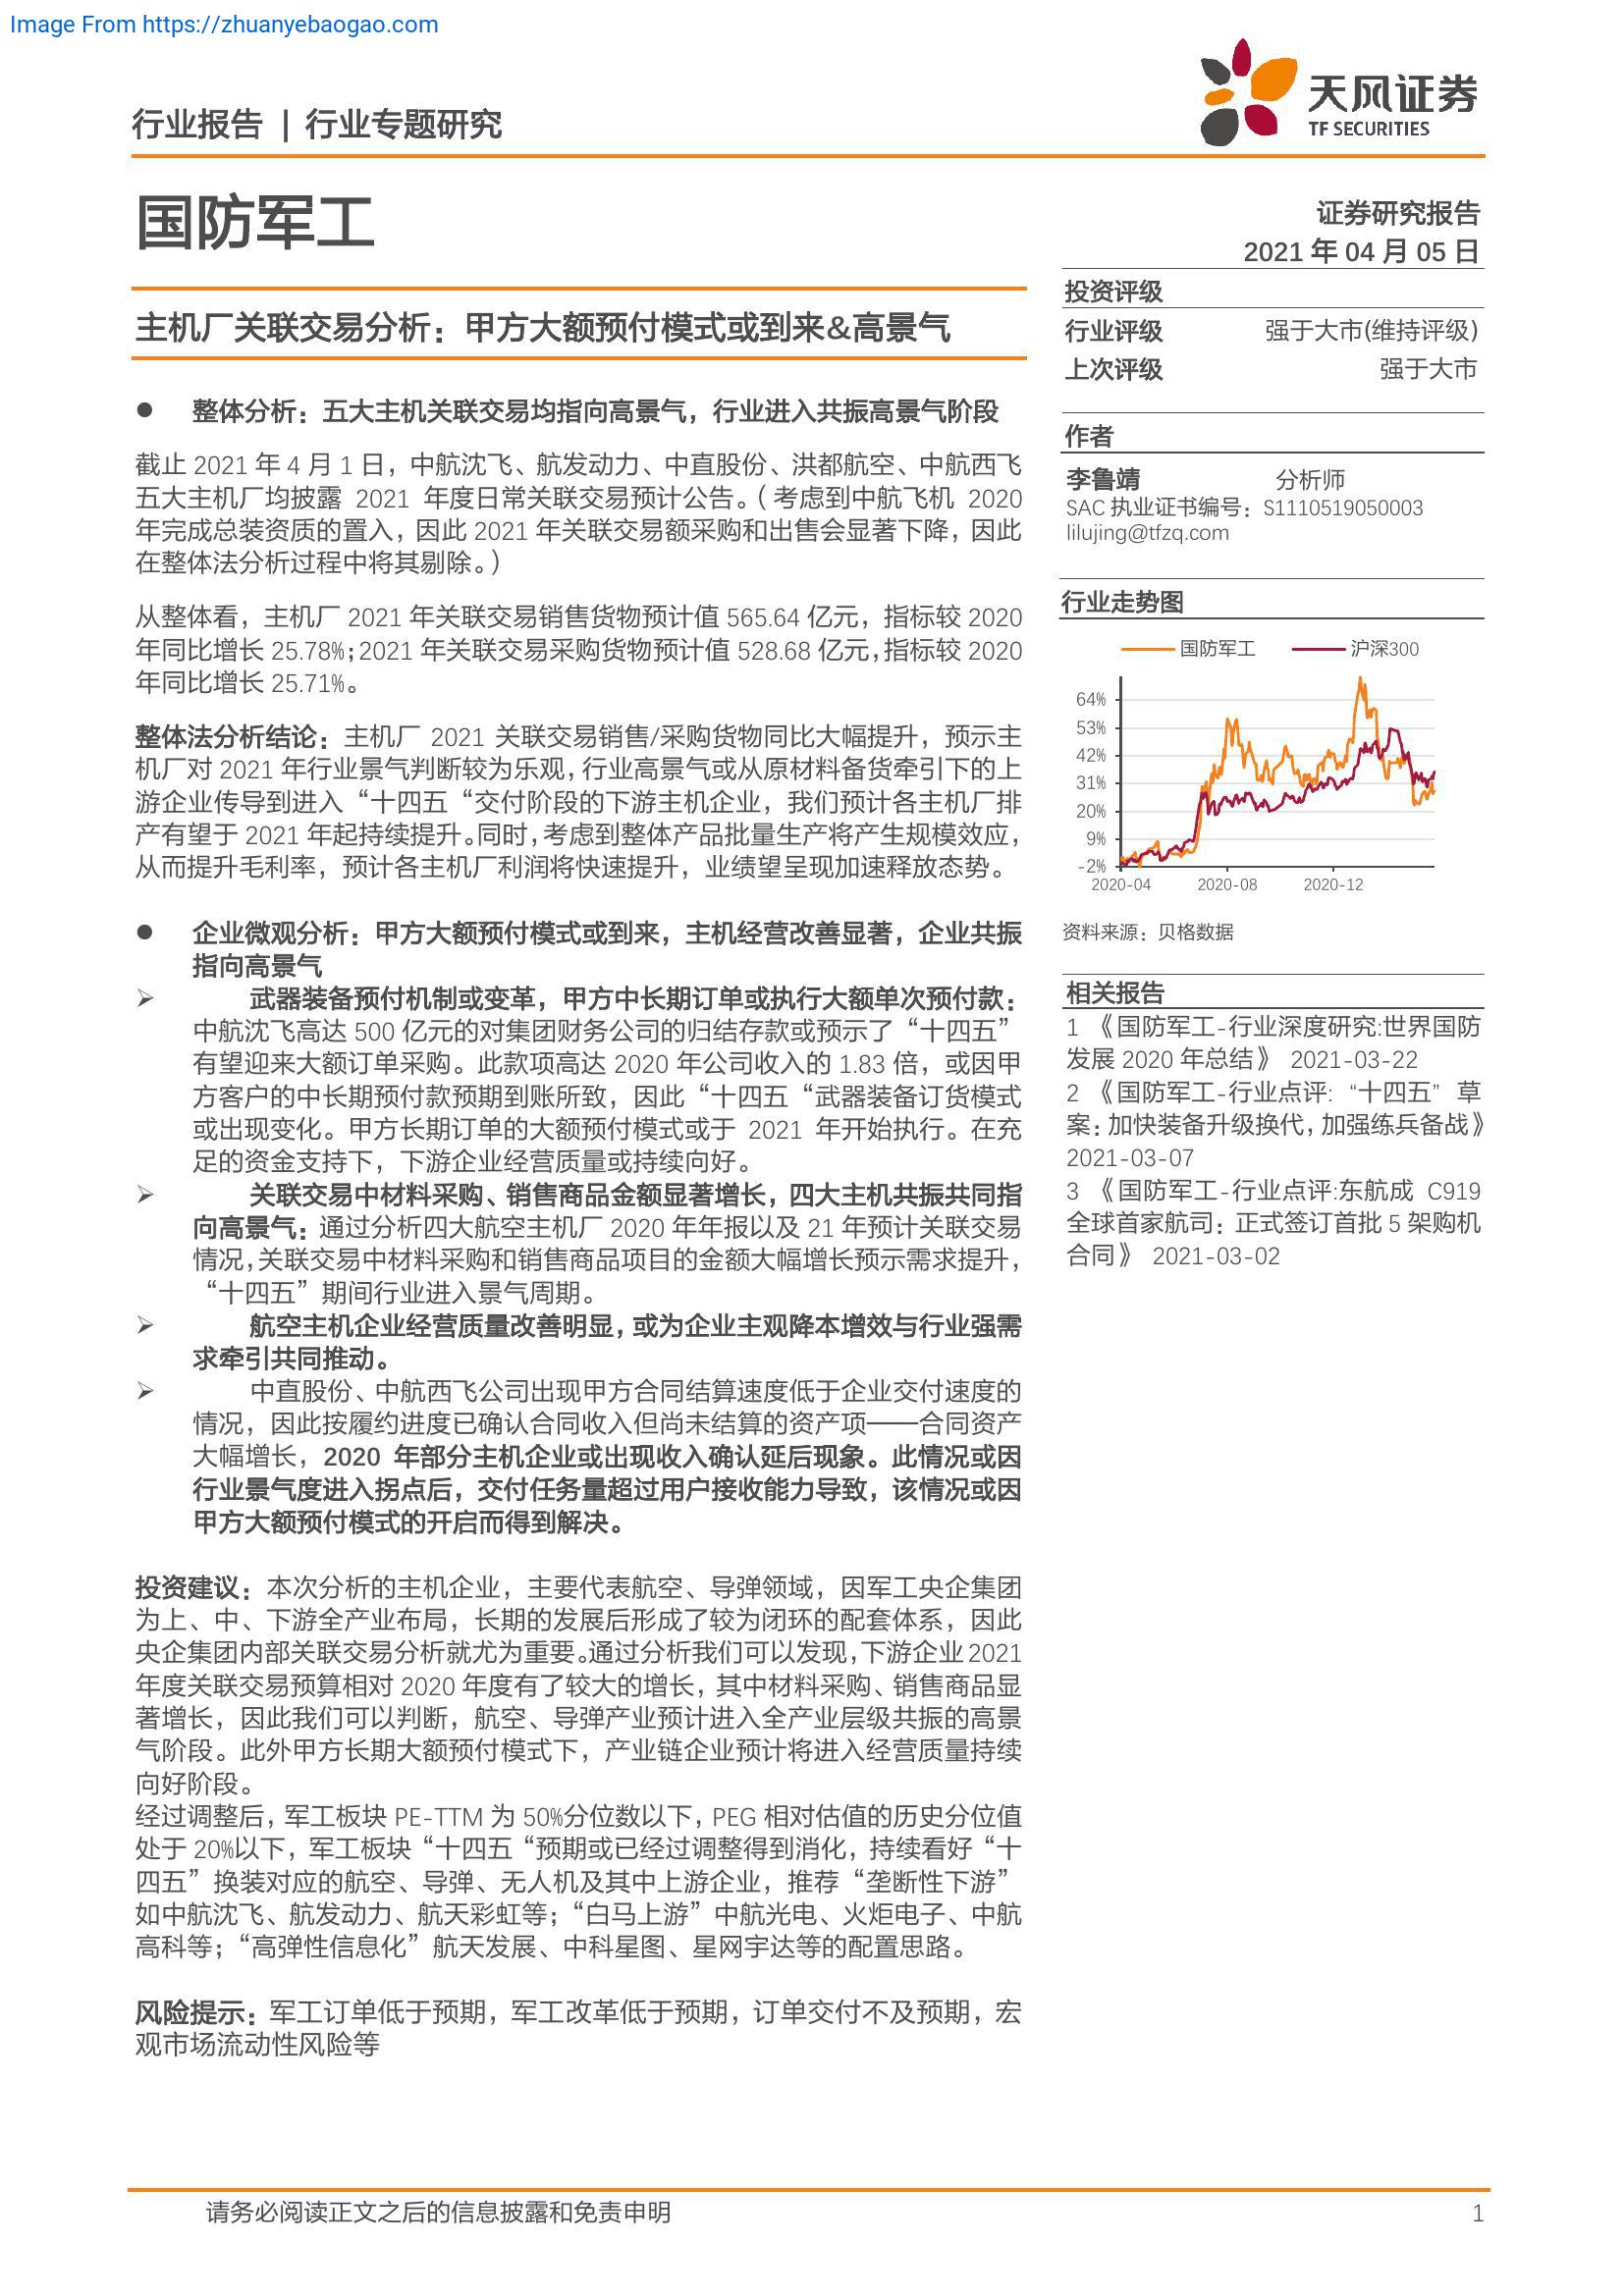 Image From https://zhuanyebaogao.com
行业报告 | 行业专题研究
天风证券
TF SECURITIES
国防军工
证券研究报告
2021 年 04 月 05 日
主机厂关联交易分析：甲方大额预付模式或到来&高景气
● 整体分析：五大主机关联交易均指向高景气，行业进入共振高景气阶段
截止 2021 年 4 月 1 日，中航沈飞、航发动力、中直股份、洪都航空、中航西飞
五大主机厂均披露 2021 年度日常关联交易预计公告。（考虑到中航飞机 2020
年完成总装资质的置入，因此 2021 年关联交易额采购和出售会显著下降，因此
在整体法分析过程中将其剔除。）
从整体看，主机厂 2021 年关联交易销售货物预计值 565.64 亿元，指标较 2020
年同比增长 25.78%；2021 年关联交易采购货物预计值 528.68 亿元，指标较 2020
年同比增长 25.71%。
整体法分析结论：主机厂 2021 关联交易销售/采购货物同比大幅提升，预示主
机厂对 2021 年行业景气判断较为乐观，行业高景气或从原材料备货牵引下的上
游企业传导到进入“十四五“交付阶段的下游主机企业，我们预计各主机厂排
产有望于 2021 年起持续提升。同时，考虑到整体产品批量生产将产生规模效应，
从而提升毛利率，预计各主机厂利润将快速提升，业绩望呈现加速释放态势。
● 企业微观分析：甲方大额预付模式或到来，主机经营改善显著，企业共振
指向高景气
➢ 武器装备预付机制或变革，甲方中长期订单或执行大额单次预付款：
中航沈飞高达 500 亿元的对集团财务公司的归结存款或预示了“十四五”
有望迎来大额订单采购。此款项高达 2020 年公司收入的 1.83 倍，或因甲
方客户的中长期预付款预期到账所致，因此“十四五“武器装备订货模式
或出现变化。甲方长期订单的大额预付模式或于 2021 年开始执行。在充
足的资金支持下，下游企业经营质量或持续向好。
➢ 关联交易中材料采购、销售商品金额显著增长，四大主机共振共同指
向高景气：通过分析四大航空主机厂 2020 年年报以及 21 年预计关联交易
情况，关联交易中材料采购和销售商品项目的金额大幅增长预示需求提升，
“十四五”期间行业进入景气周期。
➢ 航空主机企业经营质量改善明显，或为企业主观降本增效与行业强需
求牵引共同推动。
➢ 中直股份、中航西飞公司出现甲方合同结算速度低于企业交付速度的
情况，因此按履约进度已确认合同收入但尚未结算的资产项——合同资产
大幅增长，2020 年部分主机企业或出现收入确认延后现象。此情况或因
行业景气度进入拐点后，交付任务量超过用户接收能力导致，该情况或因
甲方大额预付模式的开启而得到解决。
投资建议：本次分析的主机企业，主要代表航空、导弹领域，因军工央企集团
为上、中、下游全产业布局，长期的发展后形成了较为闭环的配套体系，因此
央企集团内部关联交易分析就尤为重要。通过分析我们可以发现，下游企业 2021
年度关联交易预算相对 2020 年度有了较大的增长，其中材料采购、销售商品显
著增长，因此我们可以判断，航空、导弹产业预计进入全产业层级共振的高景
气阶段。此外甲方长期大额预付模式下，产业链企业预计将进入经营质量持续
向好阶段。
经过调整后，军工板块 PE-TTM 为 50%分位数以下，PEG 相对估值的历史分位值
处于 20%以下，军工板块“十四五“预期或已经过调整得到消化，持续看好“十
四五”换装对应的航空、导弹、无人机及其中上游企业，推荐“垄断性下游”
如中航沈飞、航发动力、航天彩虹等；“白马上游”中航光电、火炬电子、中航
高科等；“高弹性信息化”航天发展、中科星图、星网宇达等的配置思路。
风险提示：军工订单低于预期，军工改革低于预期，订单交付不及预期，宏
观市场流动性风险等
投资评级
行业评级 强于大市(维持评级)
上次评级 强于大市
作者
李鲁靖 分析师
SAC 执业证书编号：S1110519050003
lilujing@tfzq.com
行业走势图
国防军工 沪深300
64%
53%
42%
31%
20%
9%
-2%
2020-04 2020-08 2020-12
资料来源：贝格数据
相关报告
1 《国防军工-行业深度研究:世界国防
发展 2020 年总结》 2021-03-22
2 《国防军工-行业点评:“十四五”草
案：加快装备升级换代，加强练兵备战》
2021-03-07
3 《国防军工-行业点评:东航成 C919
全球首家航司：正式签订首批 5 架购机
合同》 2021-03-02
请务必阅读正文之后的信息披露和免责申明 1